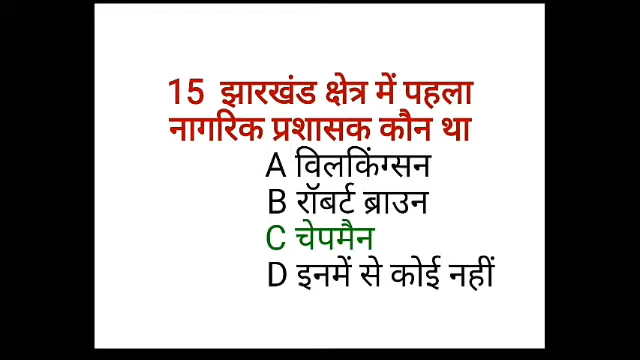 15 झारखंड क्षेत्र में पहला
नागरिक प्रशासक कौन था
A विलकिंग्सन
B रॉबर्ट ब्राउन
C चेपमैन
D इनमें से कोई नहीं